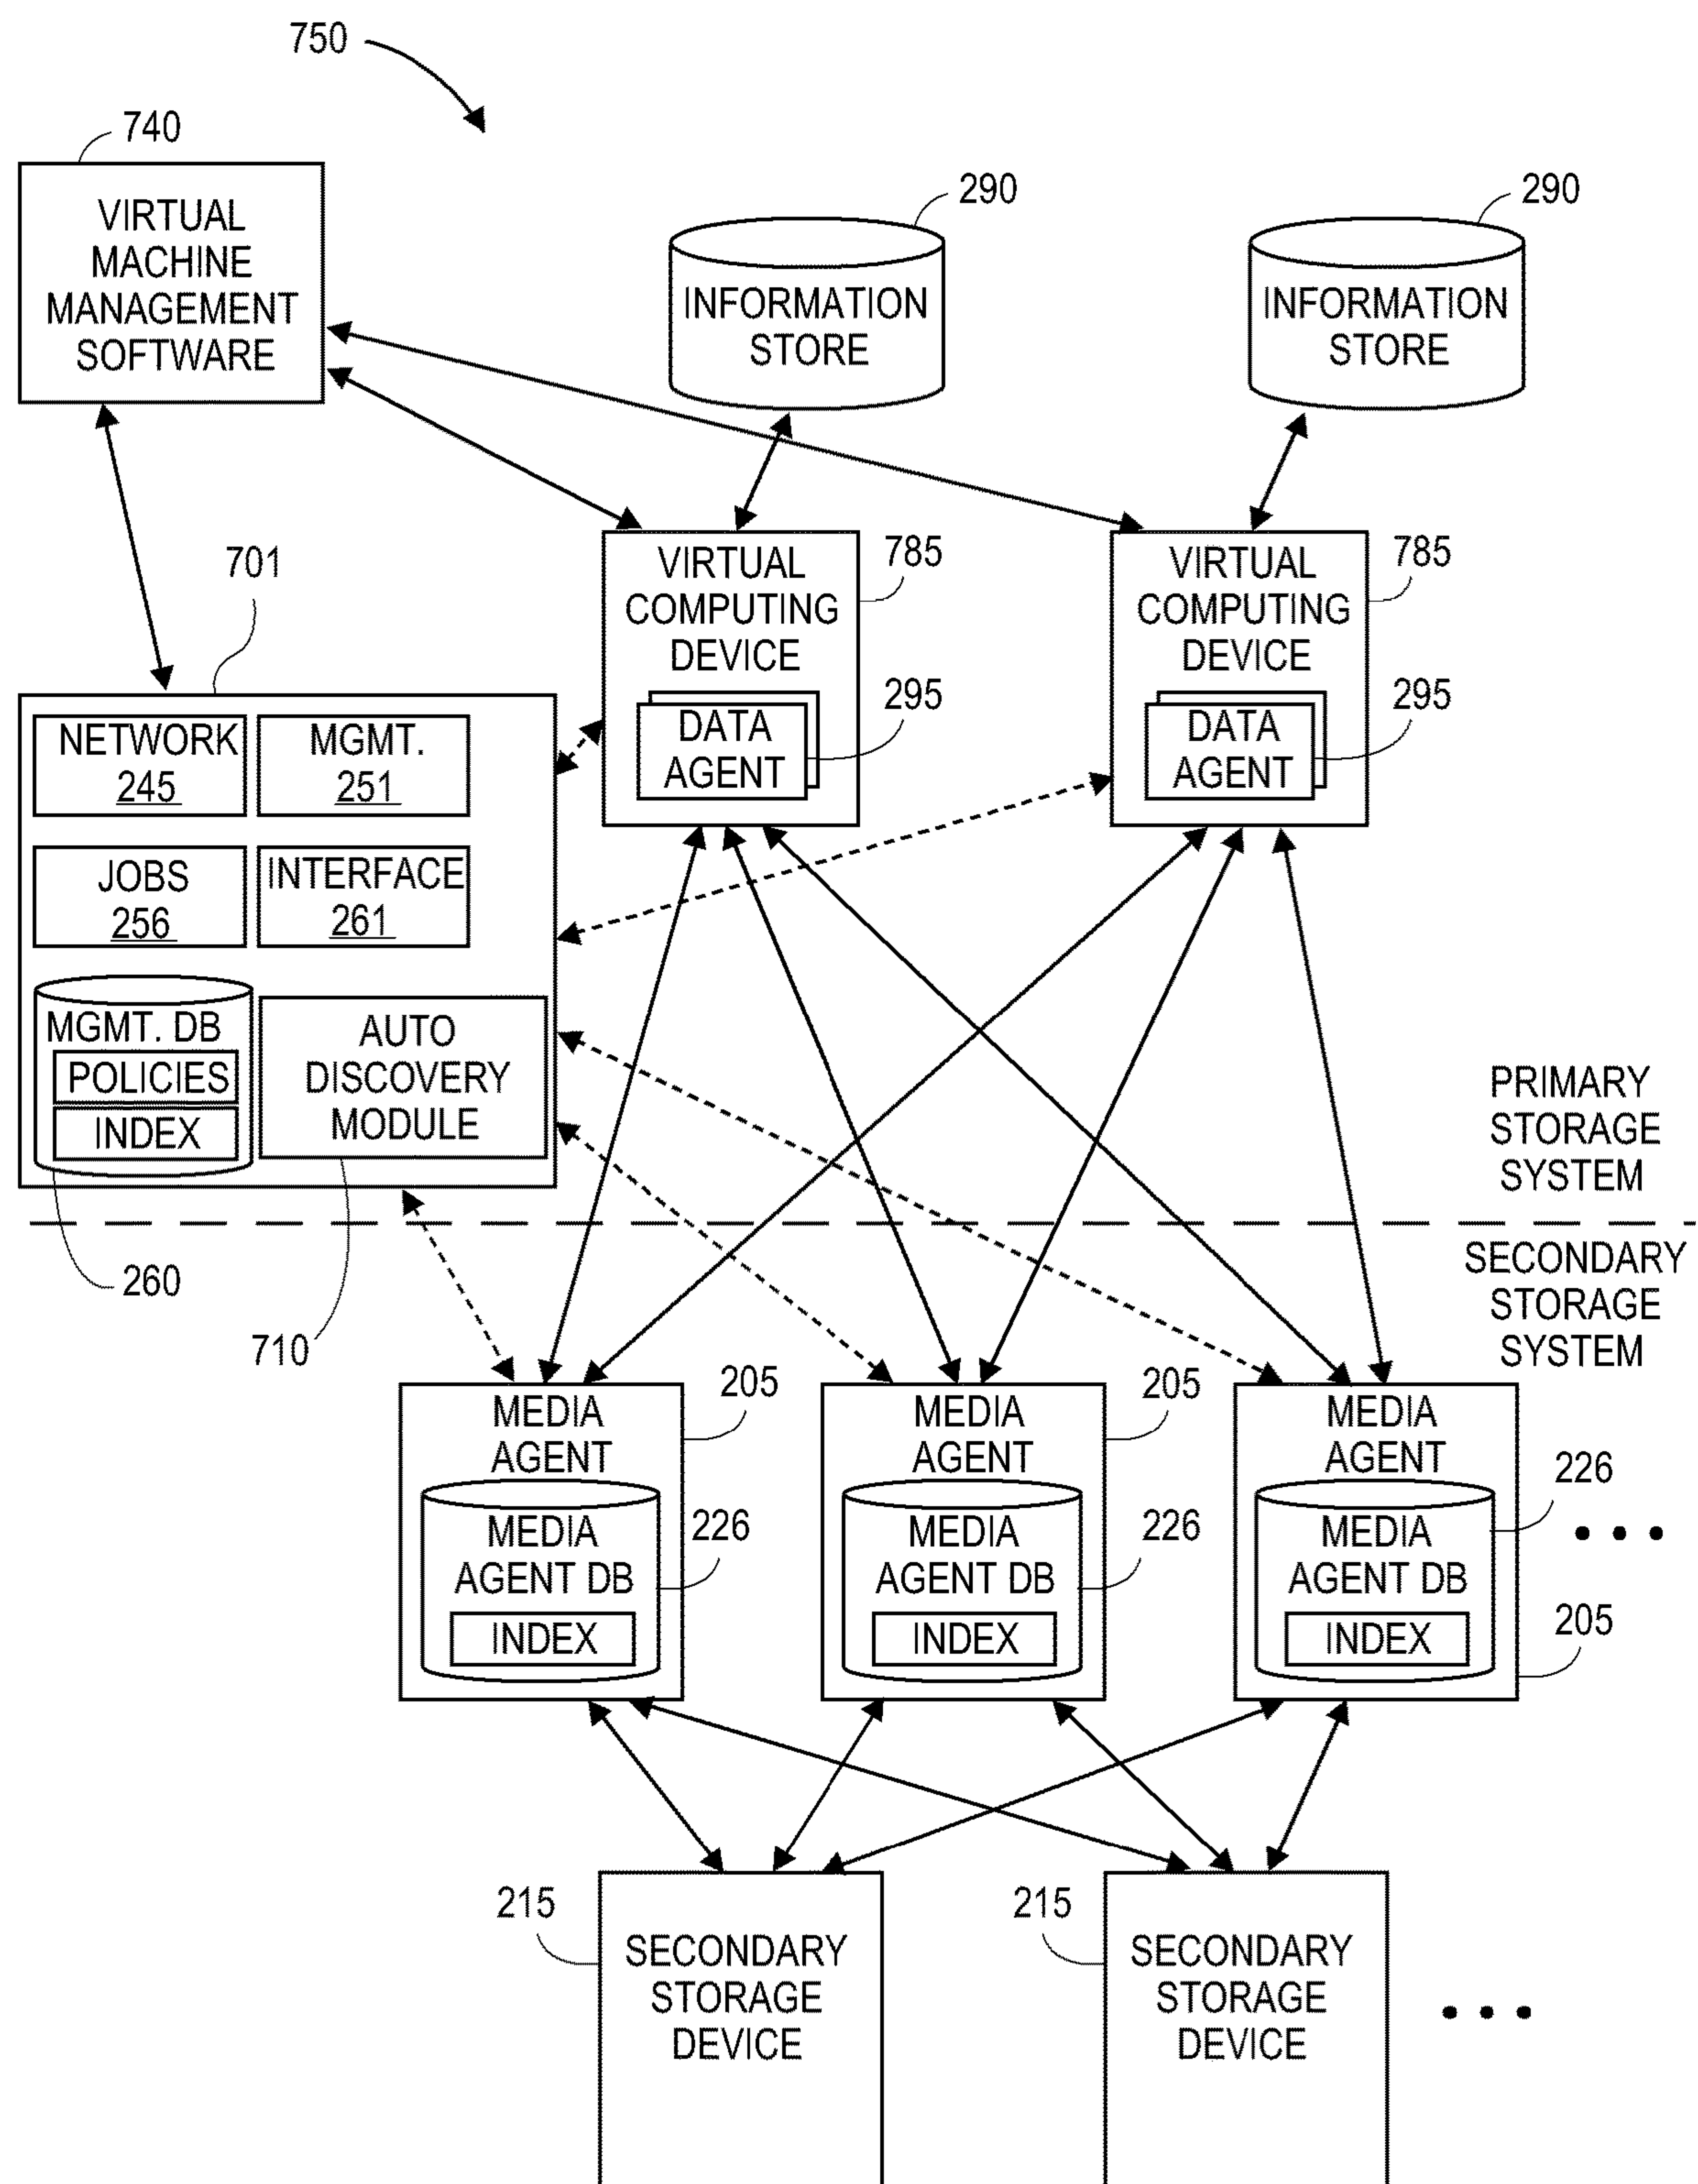 750
740
VIRTUAL
MACHINE
MANAGEMENT
SOFTWARE
290
INFORMATION
STORE
290
INFORMATION
STORE
701
VIRTUAL
COMPUTING
DEVICE
785
DATA
AGENT
295
VIRTUAL
COMPUTING
DEVICE
785
DATA
AGENT
295
NETWORK
245
MGMT.
251
JOBS
256
INTERFACE
261
MGMT. DB
POLICIES
INDEX
AUTO
DISCOVERY
MODULE
260
710
PRIMARY
STORAGE
SYSTEM
SECONDARY
STORAGE
SYSTEM
MEDIA
AGENT
205
MEDIA
AGENT DB
INDEX
226
MEDIA
AGENT
205
MEDIA
AGENT DB
INDEX
226
MEDIA
AGENT
226
MEDIA
AGENT DB
INDEX
205
• • •
215
SECONDARY
STORAGE
DEVICE
215
SECONDARY
STORAGE
DEVICE
• • •